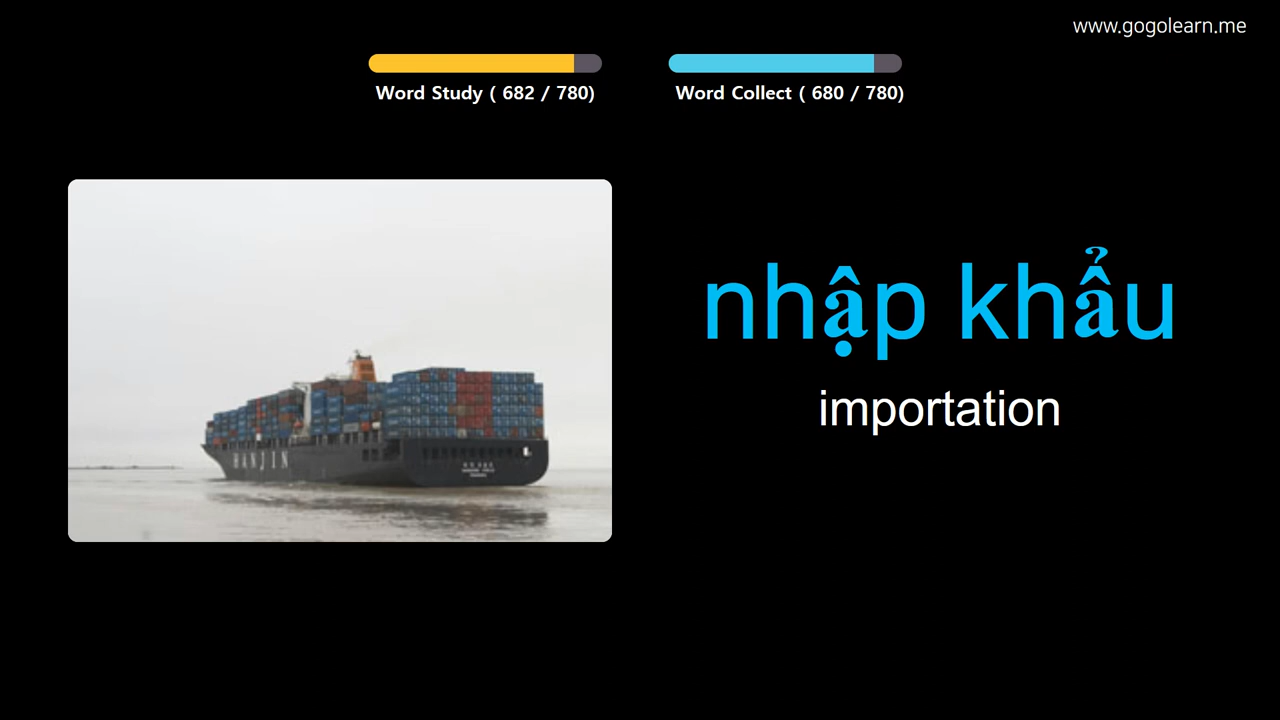 www.gogolearn.me
Word Study ( 682 / 780)
Word Collect ( 680 / 780)
nhập khẩu
importation
HANJIN